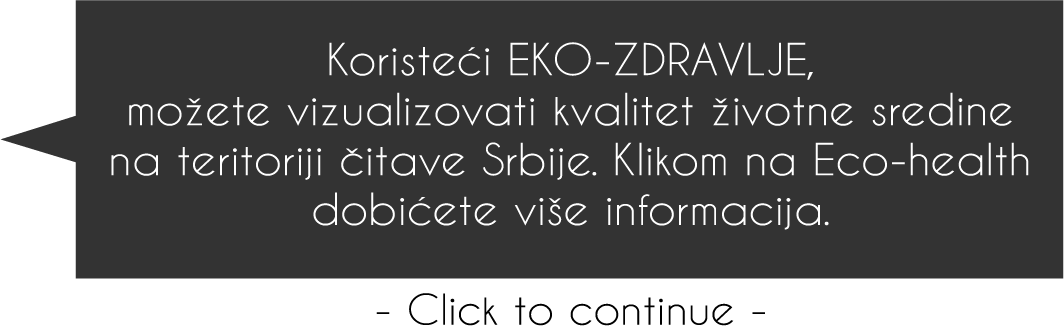 Koristeći EKO-ZDRAVLJE,
možete vizualizovati kvalitet životne sredine
na teritoriji čitave Srbije. Klikom na Eco-health
dobićete više informacija.
- Click to continue -